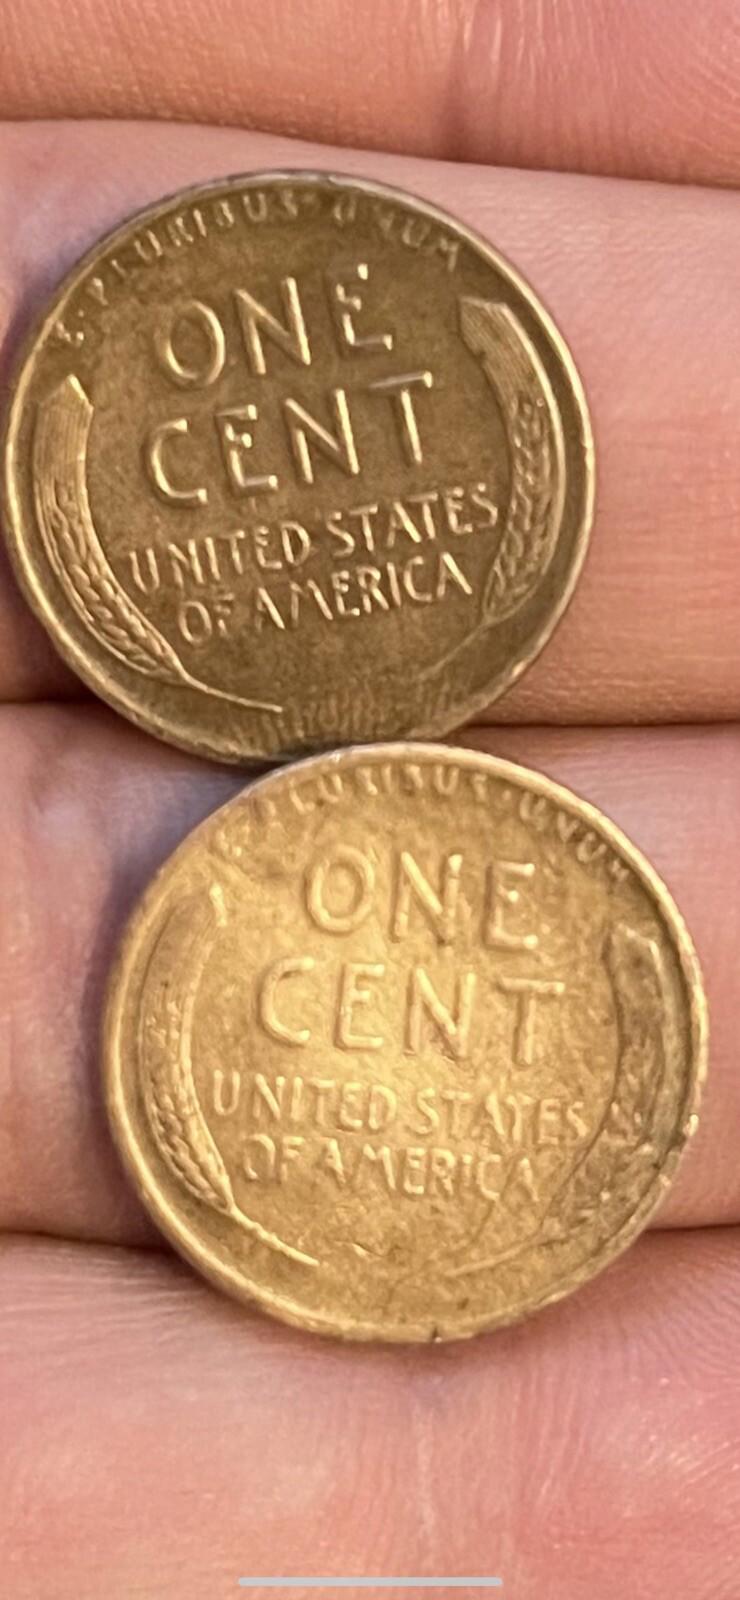 E·PLURIBUS·UNUM
ONE
CENT
UNITED STATES
OF AMERICA
E·PLURIBUS·UNUM
ONE
CENT
UNITED STATES
OF AMERICA